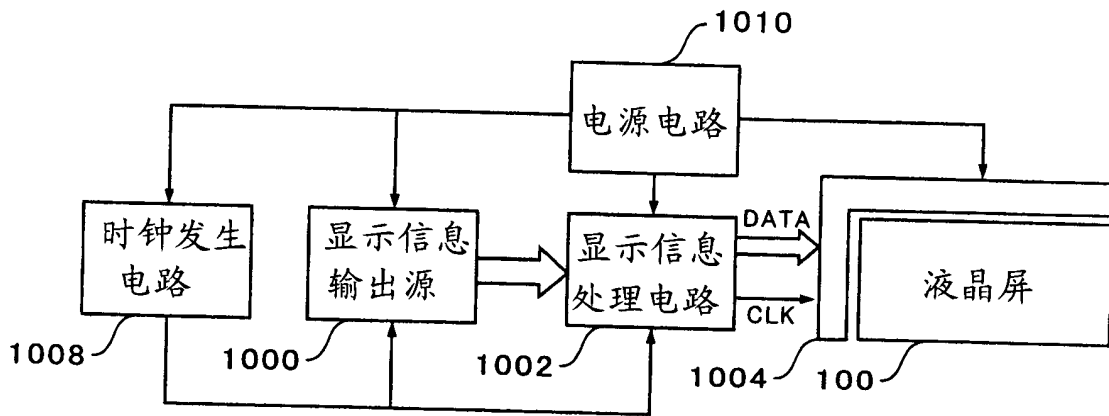 1010
电源电路
时钟发生
电路
显示信息
输出源
显示信息
处理电路
DATA
CLK
液晶屏
1008
1000
1002
1004
100